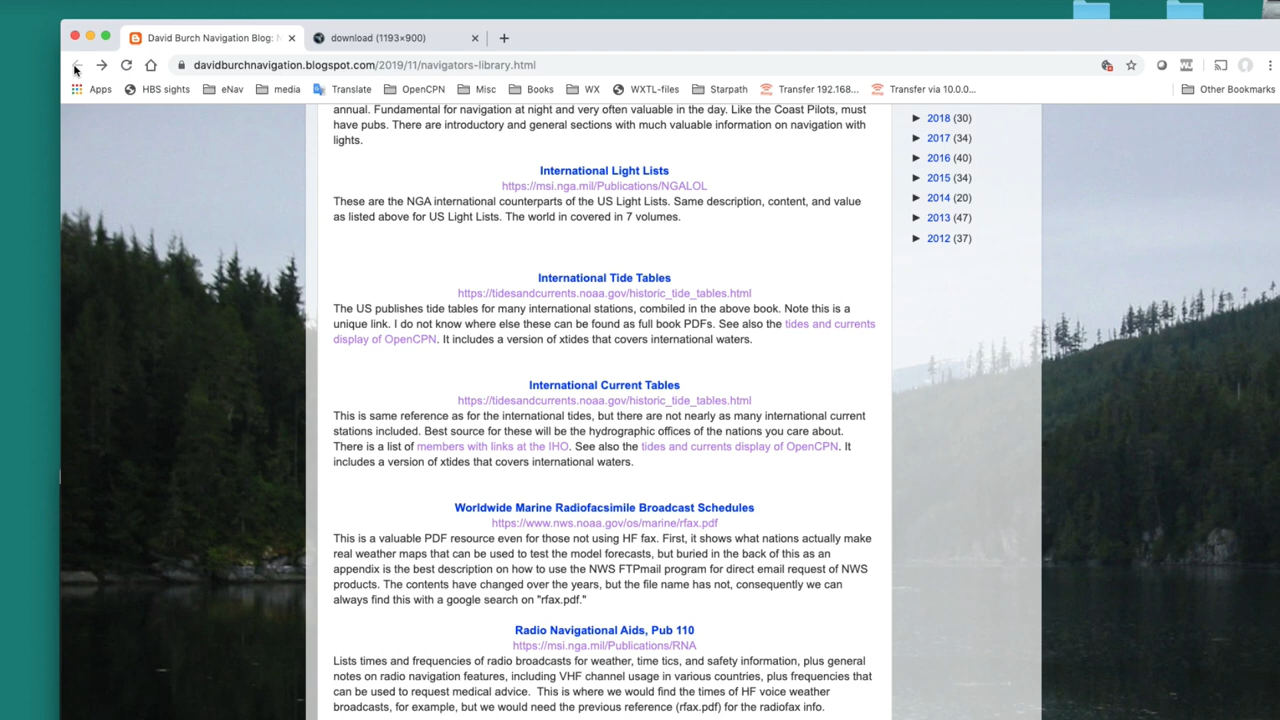 David Burch Navigation Blog: N
download (1193×900)
davidburchnavigation.blogspot.com/2019/11/navigators-library.html
Apps HBS sights eNav media Translate OpenCPN Misc Books WX WXTL-files Starpath Transfer 192.168... Transfer via 10.0.0... Other Bookmarks
annual. Fundamental for navigation at night and very often valuable in the day. Like the Coast Pilots, must
have pubs. There are introductory and general sections with much valuable information on navigation with
lights.
International Light Lists
https://msi.nga.mil/Publications/NGALOL
These are the NGA international counterparts of the US Light Lists. Same description, content, and value
as listed above for US Light Lists. The world in covered in 7 volumes.
International Tide Tables
https://tidesandcurrents.noaa.gov/historic_tide_tables.html
The US publishes tide tables for many international stations, combiled in the above book. Note this is a
unique link. I do not know where else these can be found as full book PDFs. See also the tides and currents
display of OpenCPN. It includes a version of xtides that covers international waters.
International Current Tables
https://tidesandcurrents.noaa.gov/historic_tide_tables.html
This is same reference as for the international tides, but there are not nearly as many international current
stations included. Best source for these will be the hydrographic offices of the nations you care about.
There is a list of members with links at the IHO. See also the tides and currents display of OpenCPN. It
includes a version of xtides that covers international waters.
Worldwide Marine Radiofacsimile Broadcast Schedules
https://www.nws.noaa.gov/os/marine/rfax.pdf
This is a valuable PDF resource even for those not using HF fax. First, it shows what nations actually make
real weather maps that can be used to test the model forecasts, but buried in the back of this as an
appendix is the best description on how to use the NWS FTPmail program for direct email request of NWS
products. The contents have changed over the years, but the file name has not, consequently we can
always find this with a google search on "rfax.pdf."
Radio Navigational Aids, Pub 110
https://msi.nga.mil/Publications/RNA
Lists times and frequencies of radio broadcasts for weather, time tics, and safety information, plus general
notes on radio navigation features, including VHF channel usage in various countries, plus frequencies that
can be used to request medical advice. This is where we would find the times of HF voice weather
broadcasts, for example, but we would need the previous reference (rfax.pdf) for the radiofax info.
► 2018 (30)
► 2017 (34)
► 2016 (40)
► 2015 (34)
► 2014 (20)
► 2013 (47)
► 2012 (37)